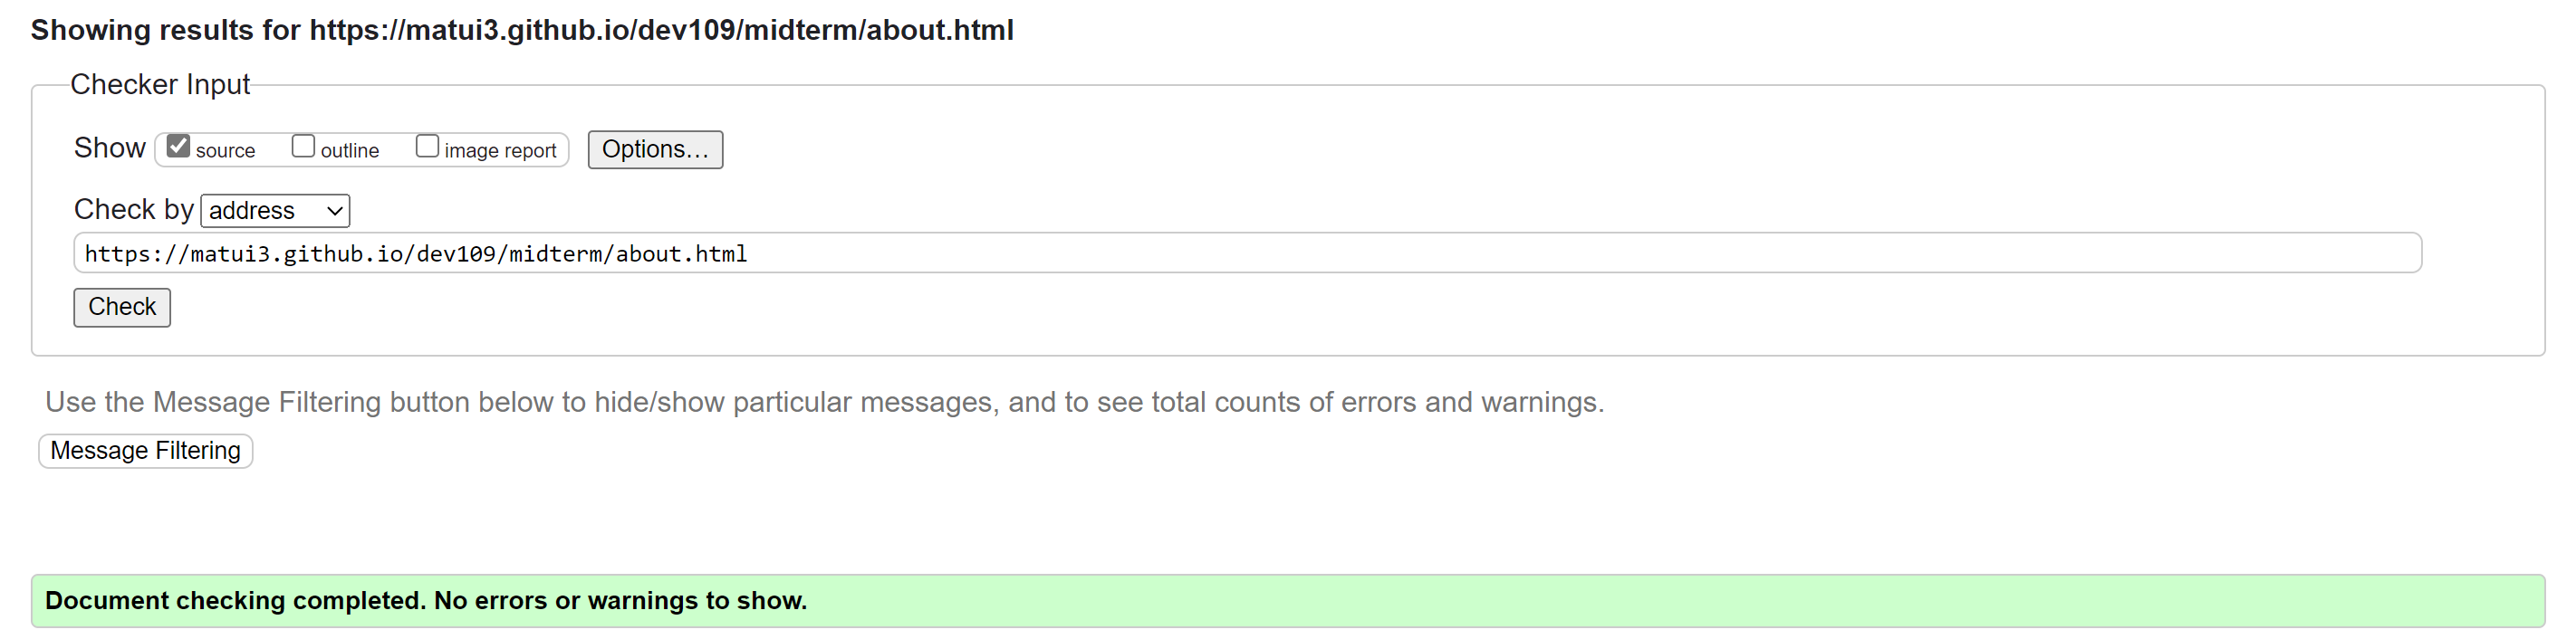 Showing results for https://matui3.github.io/dev109/midterm/about.html
Checker Input
Show source outline image report Options...
Check by address
https://matui3.github.io/dev109/midterm/about.html
Check
Use the Message Filtering button below to hide/show particular messages, and to see total counts of errors and warnings.
Message Filtering
Document checking completed. No errors or warnings to show.